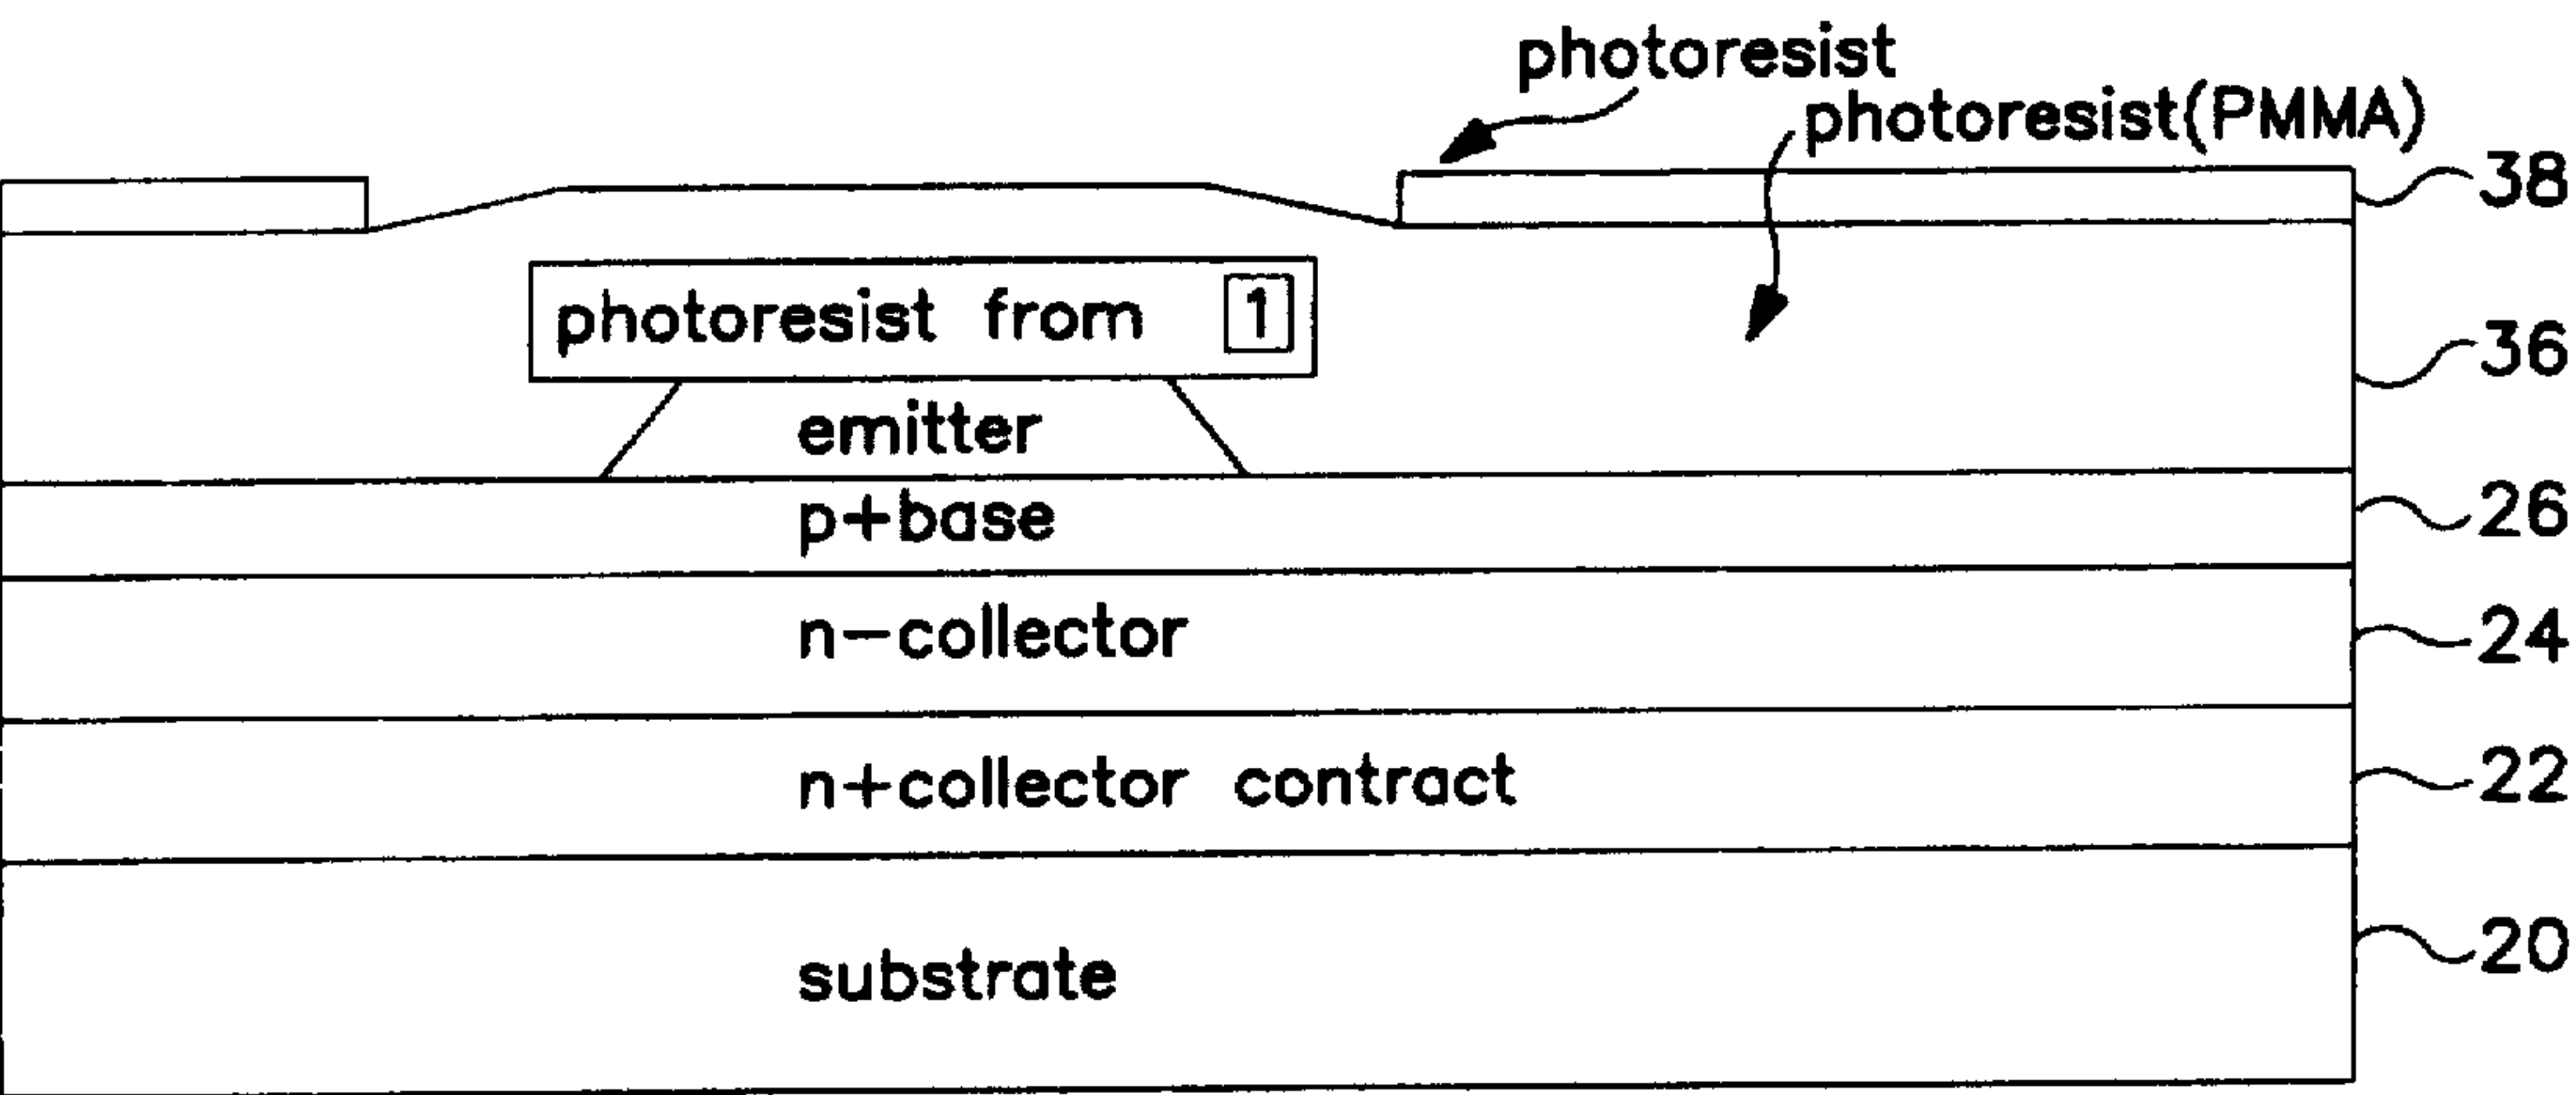 photoresist
photoresist(PMMA)
38
photoresist from 1
36
emitter
p+base
26
n-collector
24
n+collector contract
22
substrate
20